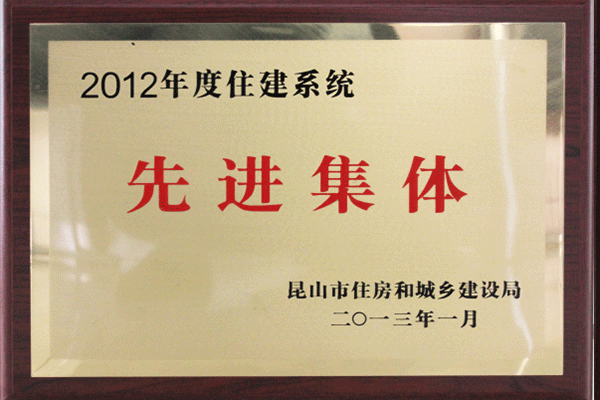 2012年度住建系统
先进集体
昆山市住房和城乡建设局
二〇一三年一月